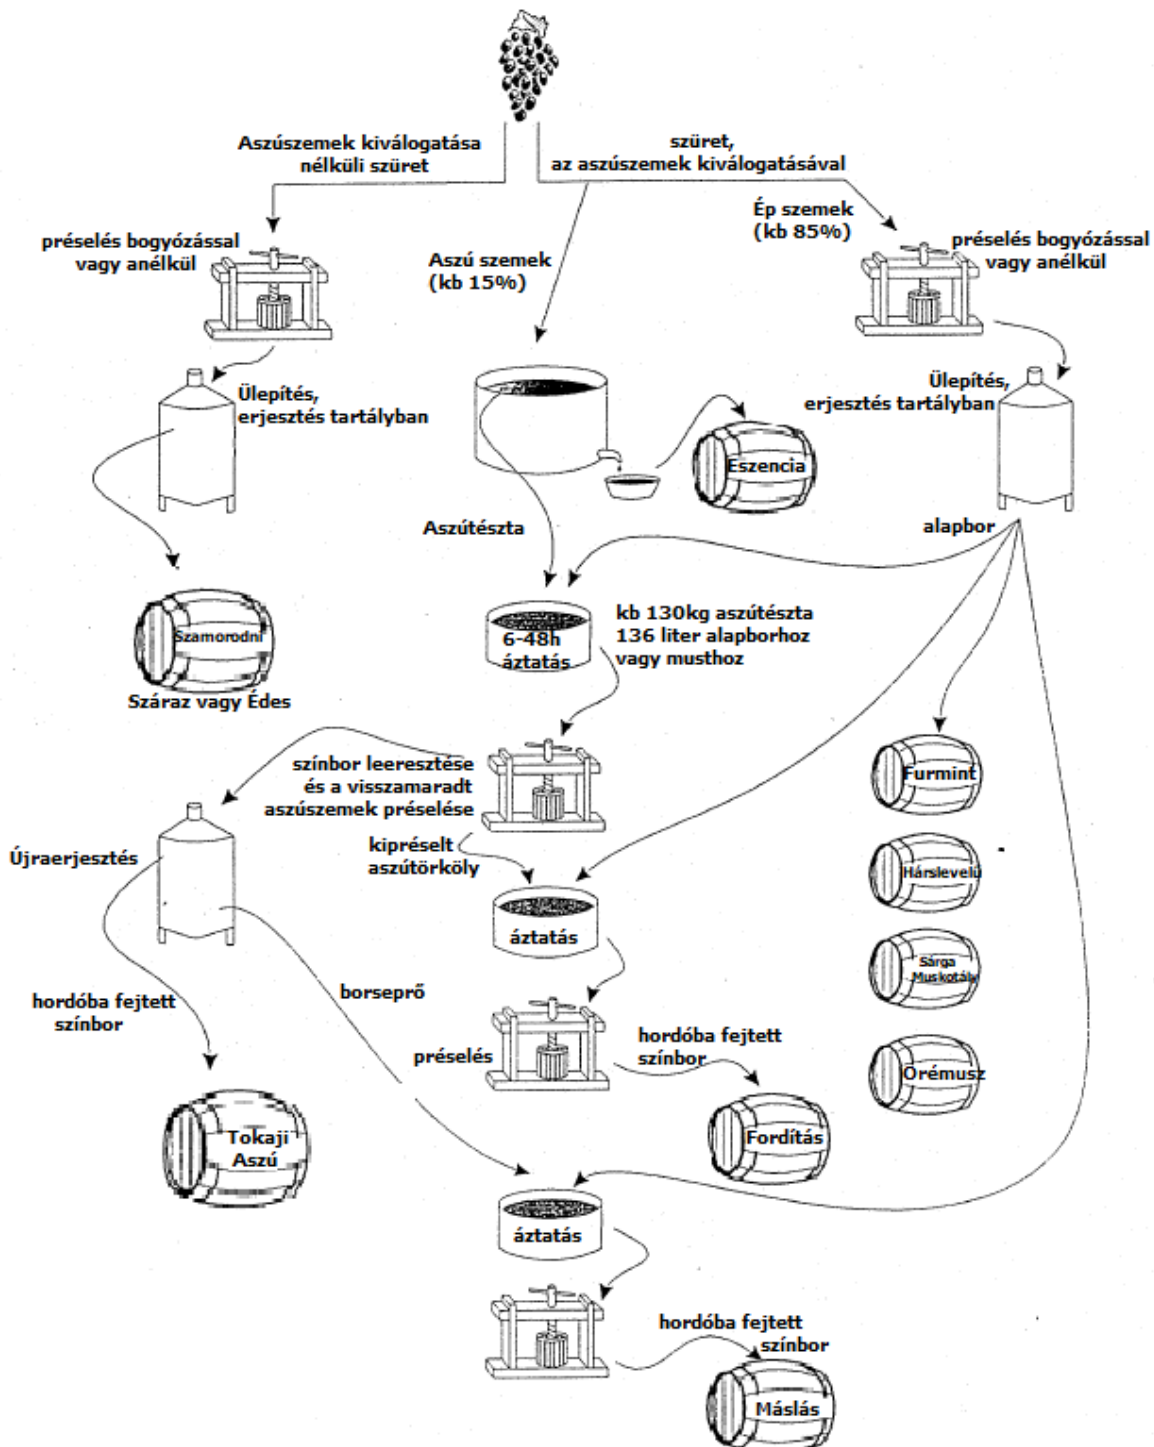 Aszúszemek kiválogatása
nélküli szüret
szüret,
az aszúszemek kiválogatásával
préselés bogyózással
vagy anélkül
Aszú szemek
(kb 15%)
Ép szemek
(kb 85%)
préselés bogyózással
vagy anélkül
Ülepítés,
erjesztés tartályban
Ülepítés,
erjesztés tartályban
Eszencia
Aszútészta
alapbor
Szamorodni
Száraz vagy Édes
6-48h
áztatás
kb 130kg aszútészta
136 liter alapborhoz
vagy musthoz
színbor leeresztése
és a visszamaradt
aszúszemek préselése
Furmint
Újraerjesztés
kipréselt
aszútörköly
Hárslevelű
áztatás
Sárga
Muskotály
hordóba fejtett
színbor
borseprő
préselés
hordóba fejtett
színbor
Orémusz
Tokaji
Aszú
Fordítás
áztatás
hordóba fejtett
színbor
Máslás